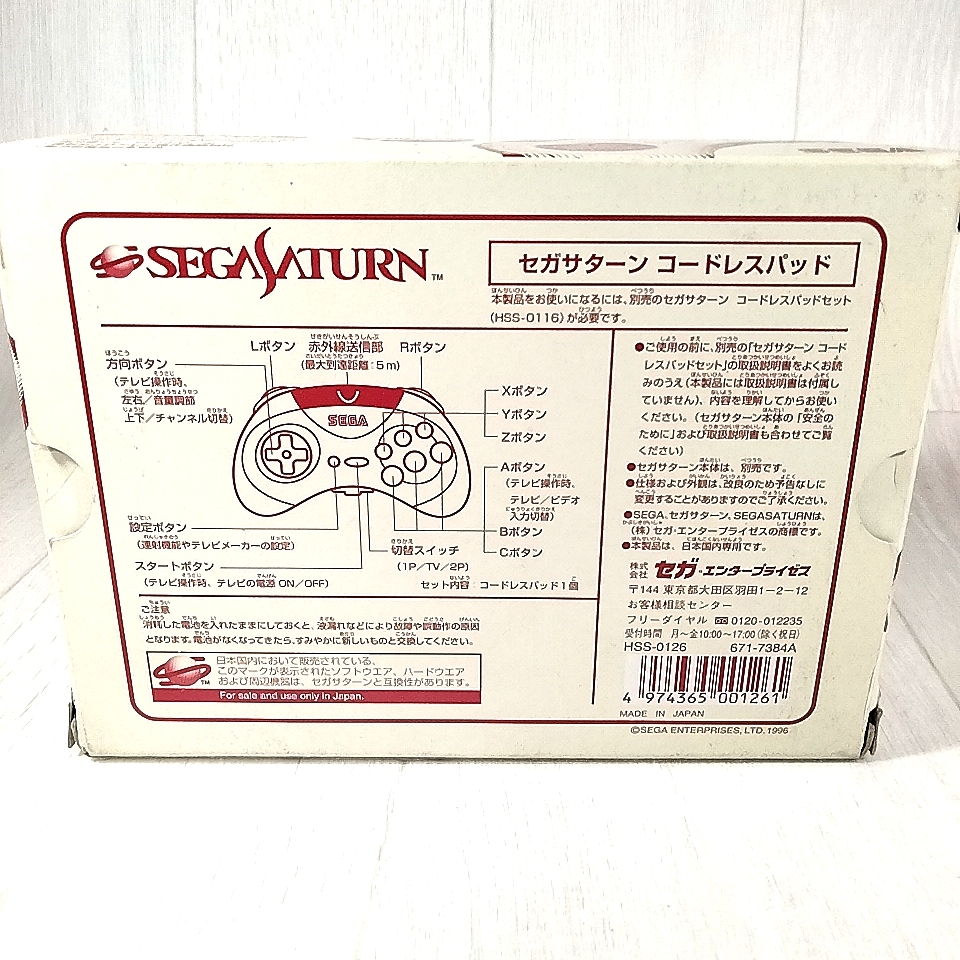 SEGA SATURN TM
セガサターン コードレスパッド
本製品をお使いになるには、別売のセガサターン コードレスパッドセット
(HSS-0116)が必要です。
Lボタン
赤外線送信部
(最大到達距離:5m)
Rボタン
方向ボタン
(テレビ操作時、
左右/音量調節
上下/チャンネル切替)
SEGA
Xボタン
Yボタン
Zボタン
Aボタン
(テレビ操作時、
テレビ/ビデオ
入力切替)
Bボタン
Cボタン
設定ボタン
(連射機能やテレビメーカーの設定)
スタートボタン
(テレビ操作時、テレビの電源 ON/OFF)
切替スイッチ
(1P/TV/2P)
セット内容:コードレスパッド1個
ご注意
消耗した電池を入れたままにしておくと、液漏れなどにより故障や誤動作の原因
となります。電池がなくなってきたら、すみやかに新しいものと交換してください。
TM
日本国内において販売されている、
このマークが表示されたソフトウエア、ハードウエア
および周辺機器は、セガサターンと互換性があります。
For sale and use only in Japan.
●ご使用の前に、別売の「セガサターン コード
レスパッドセット」の取扱説明書をよくお読
みのうえ(本製品には取扱説明書は付属し
ていません)、内容を理解してからお使い
ください。(セガサターン本体の「安全の
ために」および取扱説明書も合わせてご覧
ください)
●セガサターン本体は、別売です。
●仕様および外観は、改良のため予告なしに
変更することがありますのでご了承ください。
●SEGA、セガサターン、SEGASATURNは、
(株)セガ・エンタープライゼスの商標です。
●本製品は、日本国内専用です。
株式会社 セガ・エンタープライゼス
〒144 東京都大田区羽田1-2-12
お客様相談センター
フリーダイヤル 0120-012235
受付時間 月~金10:00~17:00(除く祝日)
HSS-0126 671-7384A
4 974365 001261
MADE IN JAPAN
©SEGA ENTERPRISES, LTD. 1996